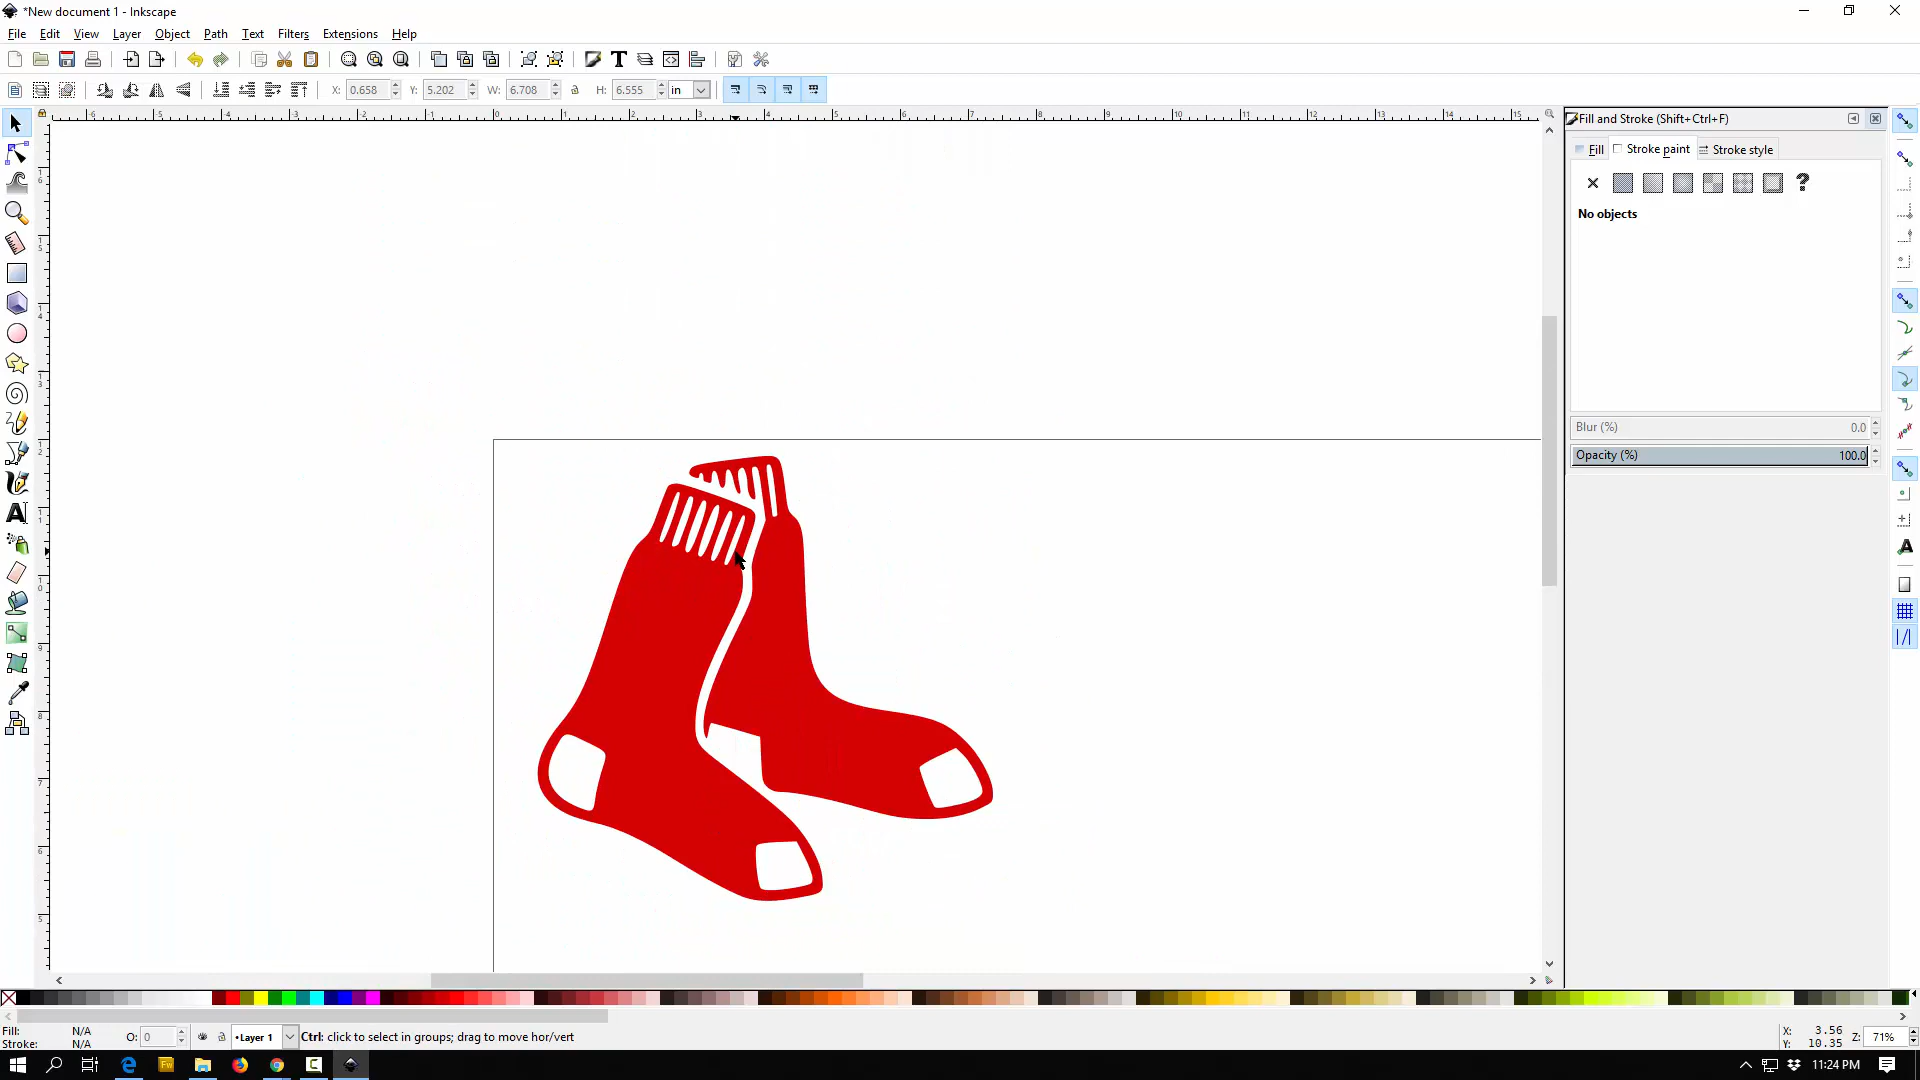 *New document 1 - Inkscape
File Edit View Layer Object Path Text Filters Extensions Help
X: 0.658 Y: 5.202 W: 6.708 H: 6.555 in
Fill and Stroke (Shift+Ctrl+F)
Fill Stroke paint Stroke style
No objects
Blur (%) 0.0
Opacity (%) 100.0
Fill: N/A
Stroke: N/A
O: 0
•Layer 1
Ctrl: click to select in groups; drag to move hor/vert
X: 3.56
Y: 10.35
Z: 71%
11:24 PM